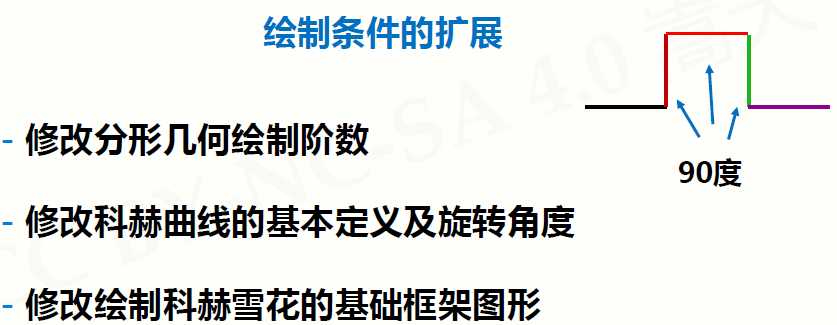 绘制条件的扩展
- 修改分形几何绘制阶数
90度
- 修改科赫曲线的基本定义及旋转角度
- 修改绘制科赫雪花的基础框架图形
CC BY-NC-SA 4.0 嵩天